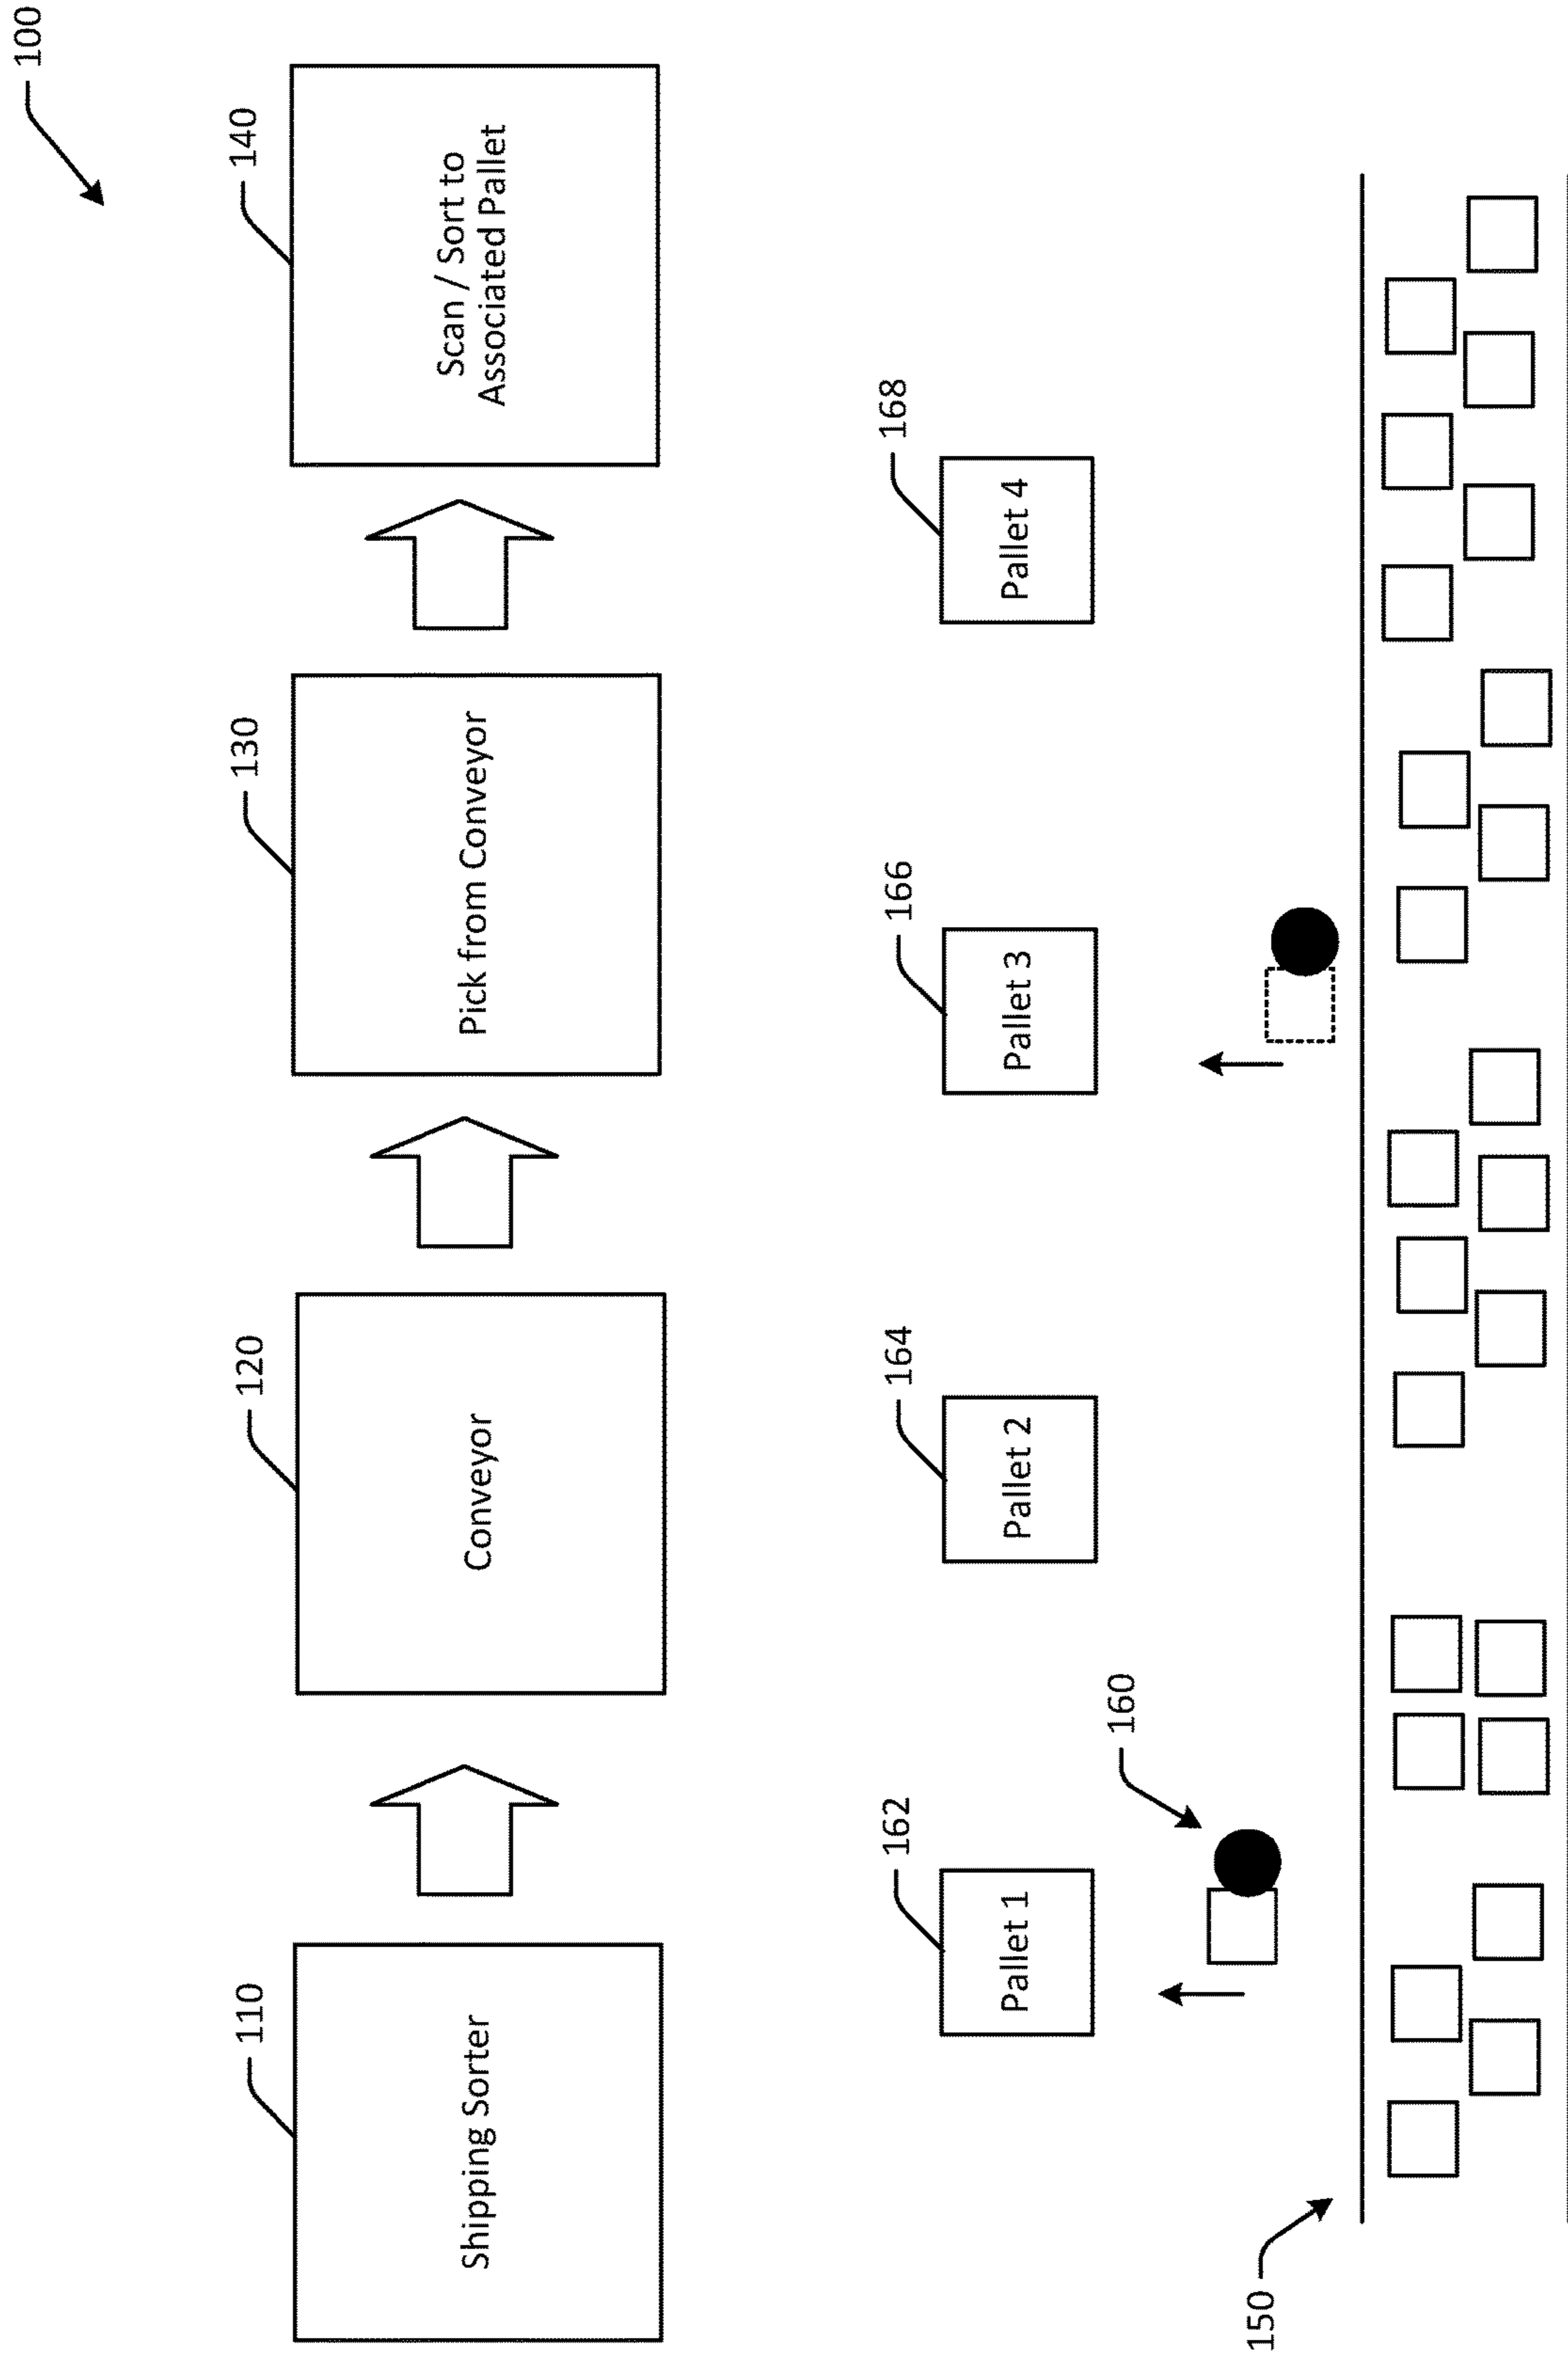 100
110
120
130
140
Shipping Sorter
Conveyor
Pick from Conveyor
Scan / Sort to
Associated Pallet
162
164
166
168
Pallet 1
Pallet 2
Pallet 3
Pallet 4
160
150